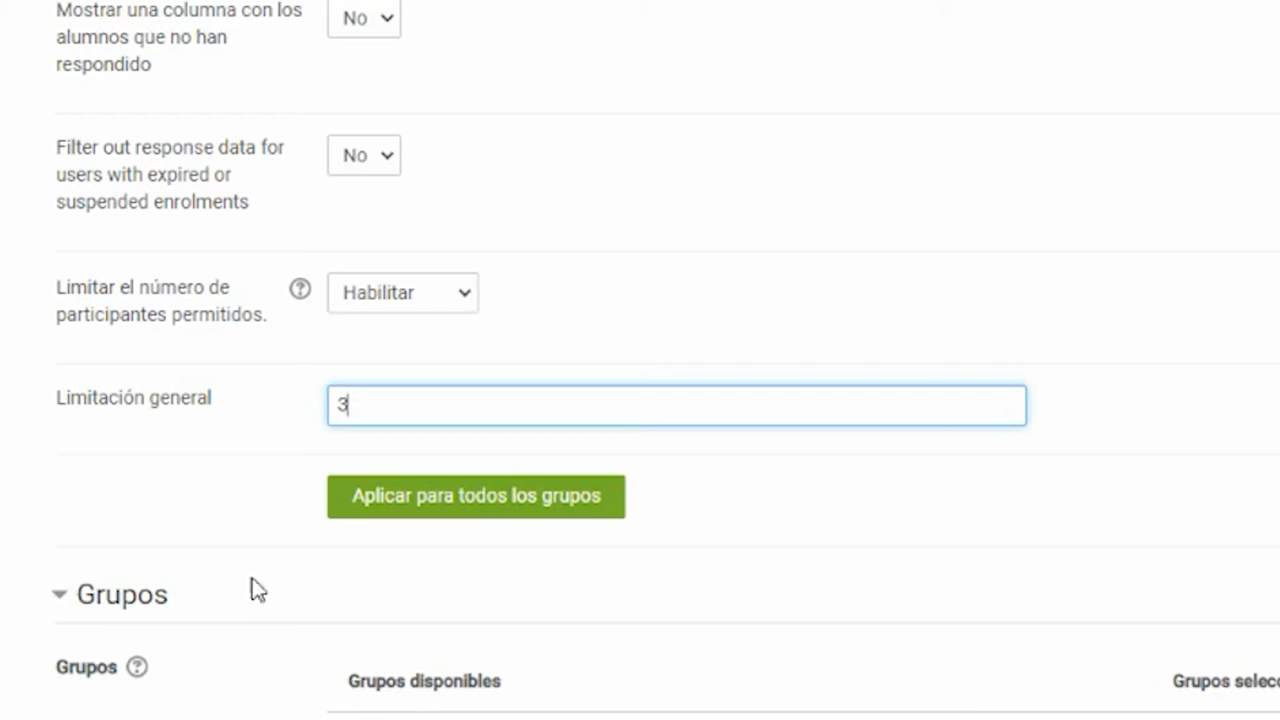 Mostrar una columna con los
alumnos que no han
respondido
No
Filter out response data for
users with expired or
suspended enrolments
No
Limitar el número de
participantes permitidos.
Habilitar
Limitación general
3
Aplicar para todos los grupos
Grupos
Grupos
Grupos disponibles
Grupos